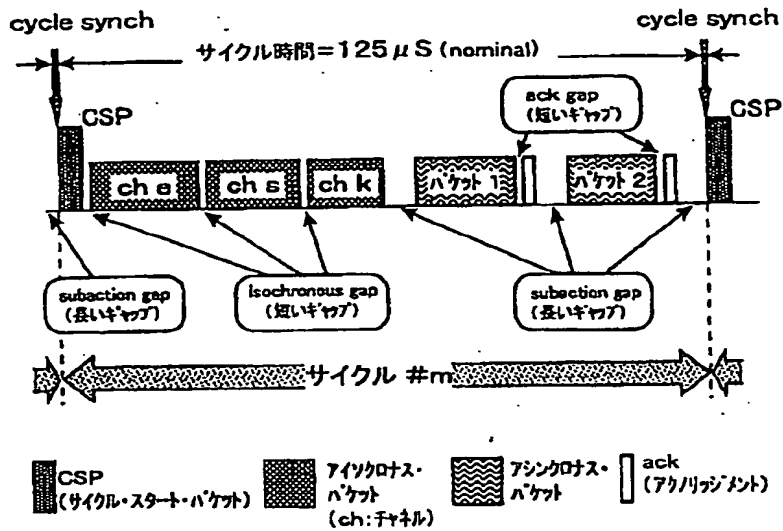 cycle synch
cycle synch
サイクル時間=125μS (nominal)
CSP
ack gap
(短いギャップ)
CSP
ch e
ch s
ch k
パケット 1
パケット 2
subaction gap
(長いギャップ)
Isochronous gap
(短いギャップ)
subaction gap
(長いギャップ)
サイクル #m
CSP
(サイクル・スタート・パケット)
アイソクロナス・
パケット
(ch:チャネル)
アシンクロナス・
パケット
ack
(アクノリッジメント)